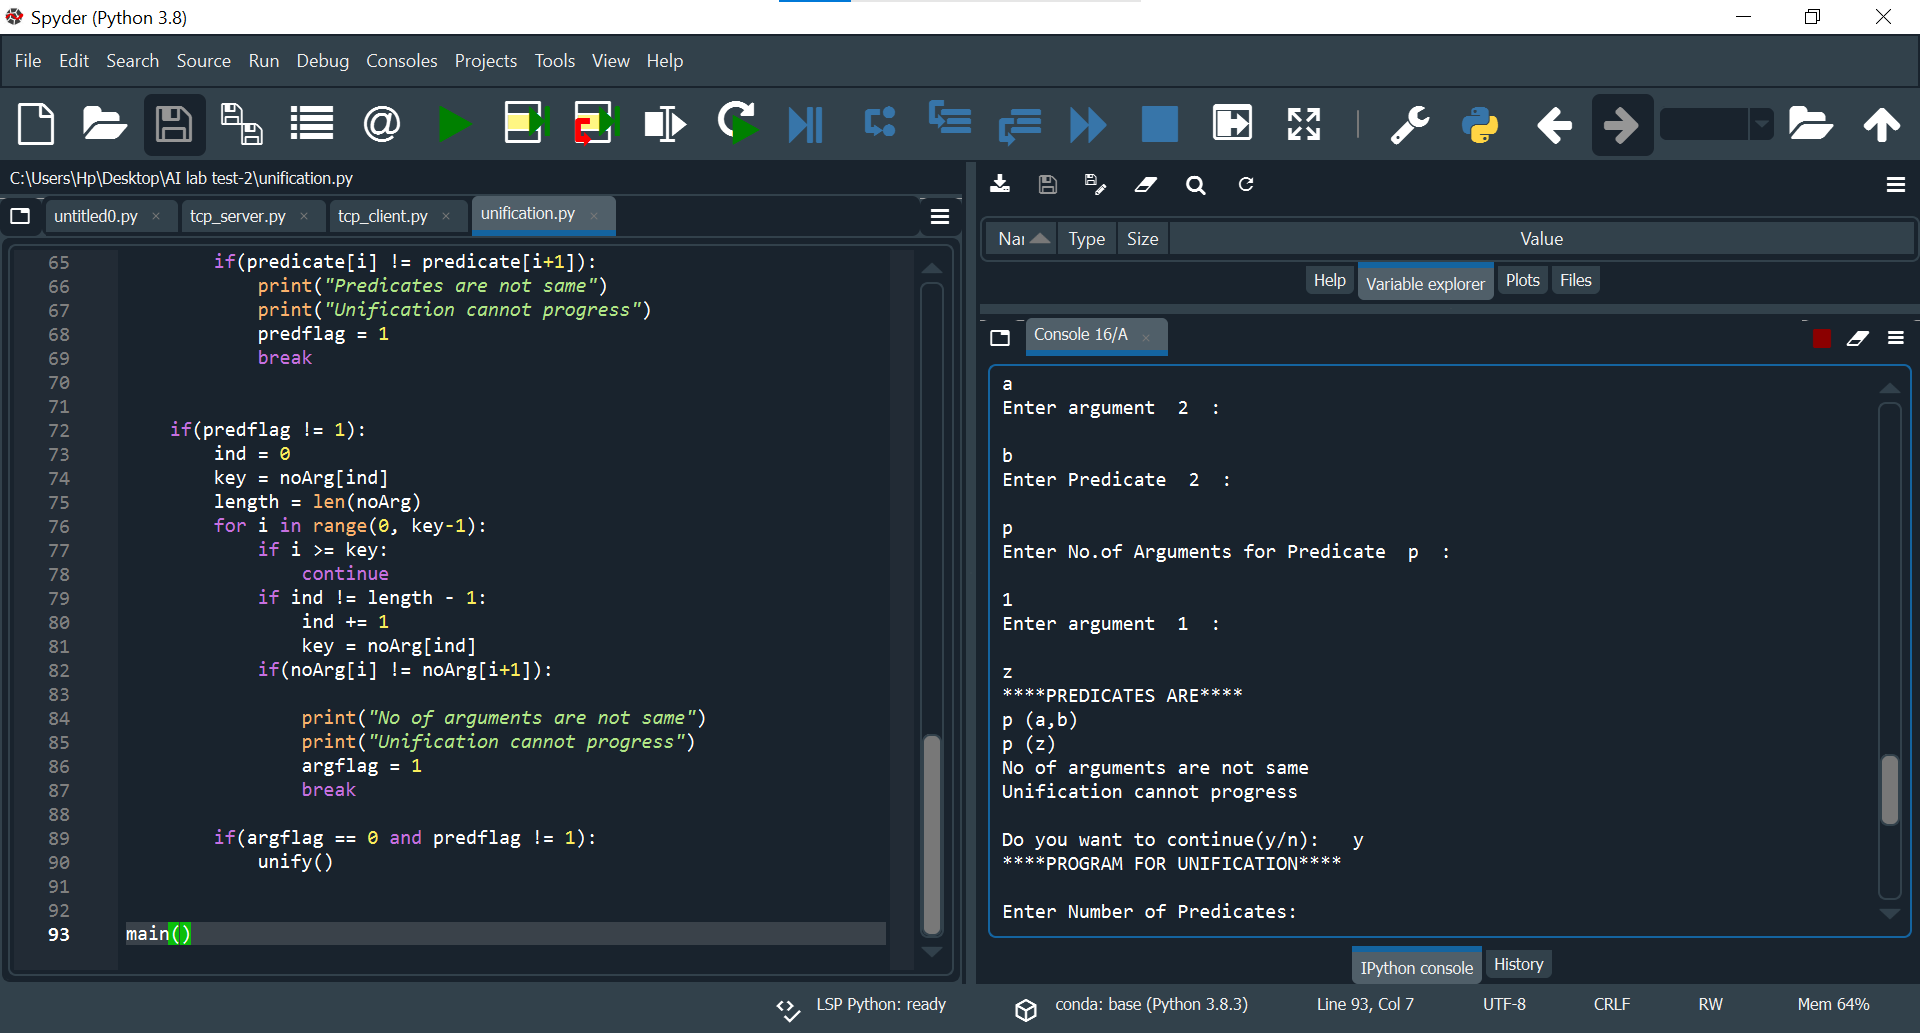 Spyder (Python 3.8)
File Edit Search Source Run Debug Consoles Projects Tools View Help
C:\Users\Hp\Desktop\AI lab test-2\unification.py
untitled0.py tcp_server.py tcp_client.py unification.py
65 if(predicate[i] != predicate[i+1]):
66 print("Predicates are not same")
67 print("Unification cannot progress")
68 predflag = 1
69 break
70
71
72 if(predflag != 1):
73 ind = 0
74 key = noArg[ind]
75 length = len(noArg)
76 for i in range(0, key-1):
77 if i >= key:
78 continue
79 if ind != length - 1:
80 ind += 1
81 key = noArg[ind]
82 if(noArg[i] != noArg[i+1]):
83
84 print("No of arguments are not same")
85 print("Unification cannot progress")
86 argflag = 1
87 break
88
89 if(argflag == 0 and predflag != 1):
90 unify()
91
92
93 main()
Type Size Value
Help Variable explorer Plots Files
Console 16/A
a
Enter argument 2 :
b
Enter Predicate 2 :
p
Enter No.of Arguments for Predicate p :
1
Enter argument 1 :
z
****PREDICATES ARE****
p (a,b)
p (z)
No of arguments are not same
Unification cannot progress
Do you want to continue(y/n): y
****PROGRAM FOR UNIFICATION****
Enter Number of Predicates:
IPython console History
LSP Python: ready conda: base (Python 3.8.3) Line 93, Col 7 UTF-8 CRLF RW Mem 64%